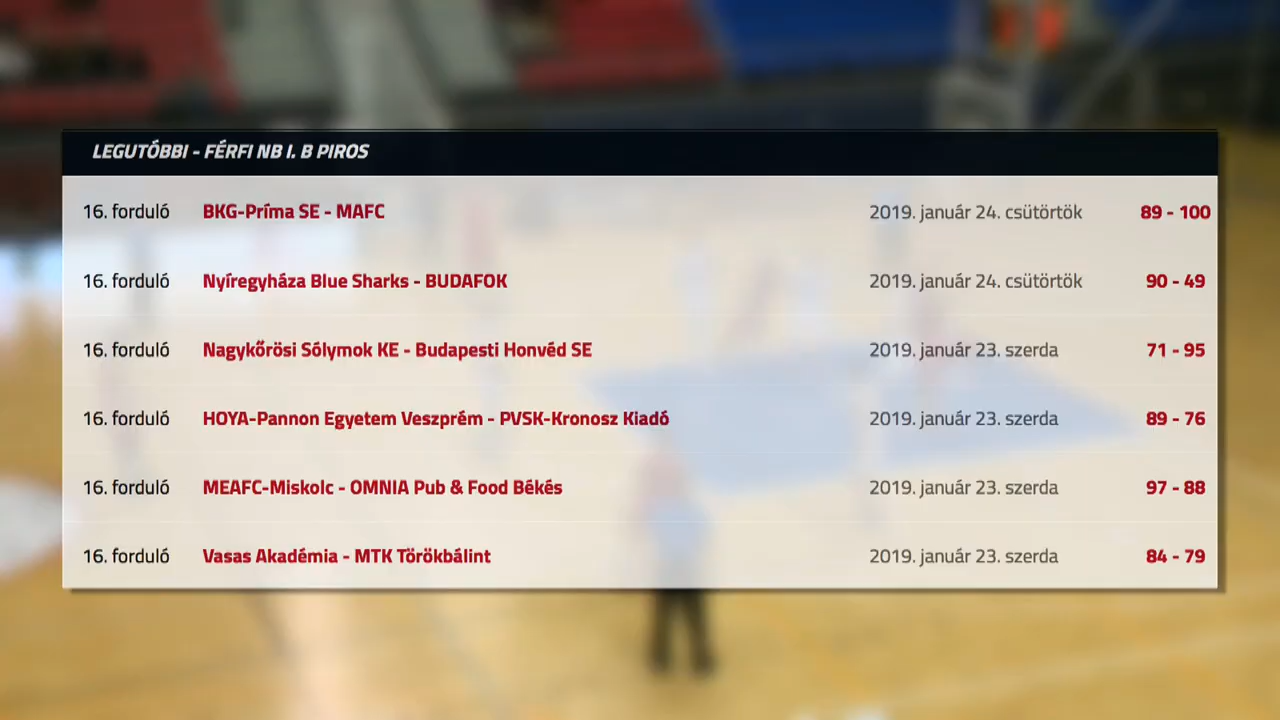 LEGUTÓBBI - FÉRFI NB I. B PIROS
16. forduló BKG-Príma SE - MAFC 2019. január 24. csütörtök 89 - 100
16. forduló Nyíregyháza Blue Sharks - BUDAFOK 2019. január 24. csütörtök 90 - 49
16. forduló Nagykőrösi Sólymok KE - Budapesti Honvéd SE 2019. január 23. szerda 71 - 95
16. forduló HOYA-Pannon Egyetem Veszprém - PVSK-Kronosz Kiadó 2019. január 23. szerda 89 - 76
16. forduló MEAFC-Miskolc - OMNIA Pub & Food Békés 2019. január 23. szerda 97 - 88
16. forduló Vasas Akadémia - MTK Törökbálint 2019. január 23. szerda 84 - 79